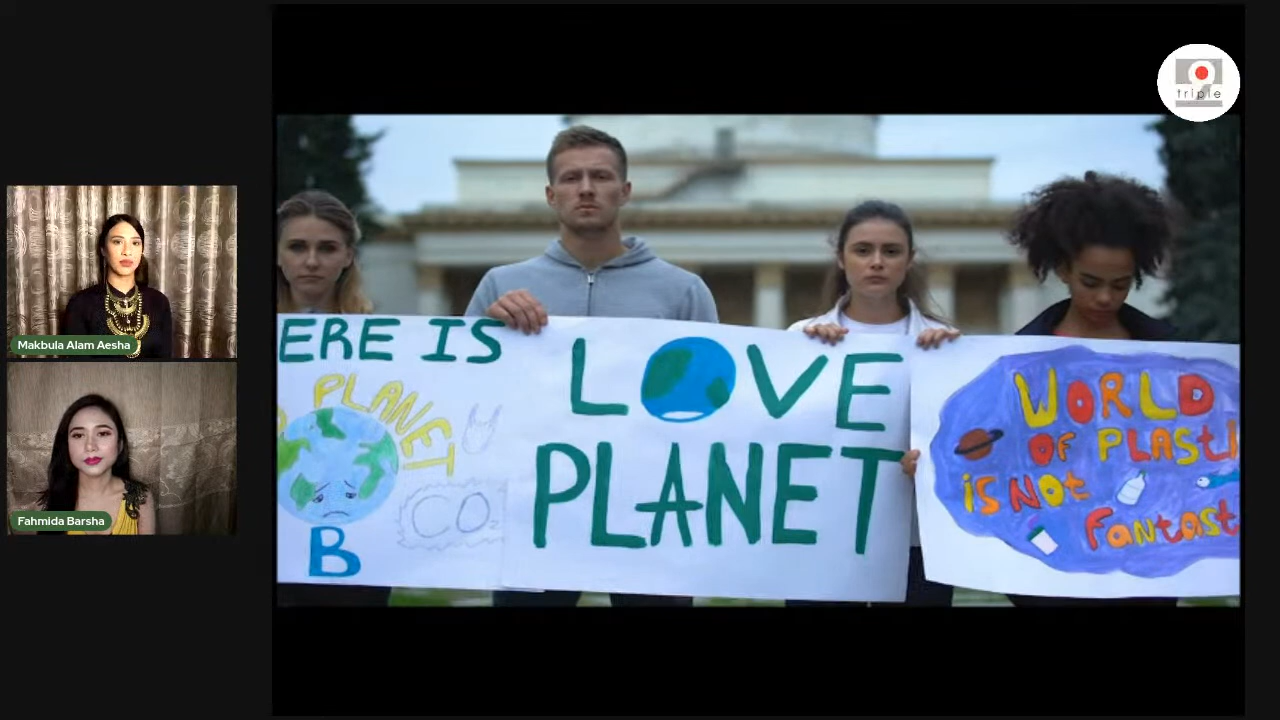 Makbula Alam Aesha
Fahmida Barsha
triple
ERE IS
PLANET
B
CO₂
LOVE
PLANET
WORLD
OF PLASTI
iS NOt
Fantast